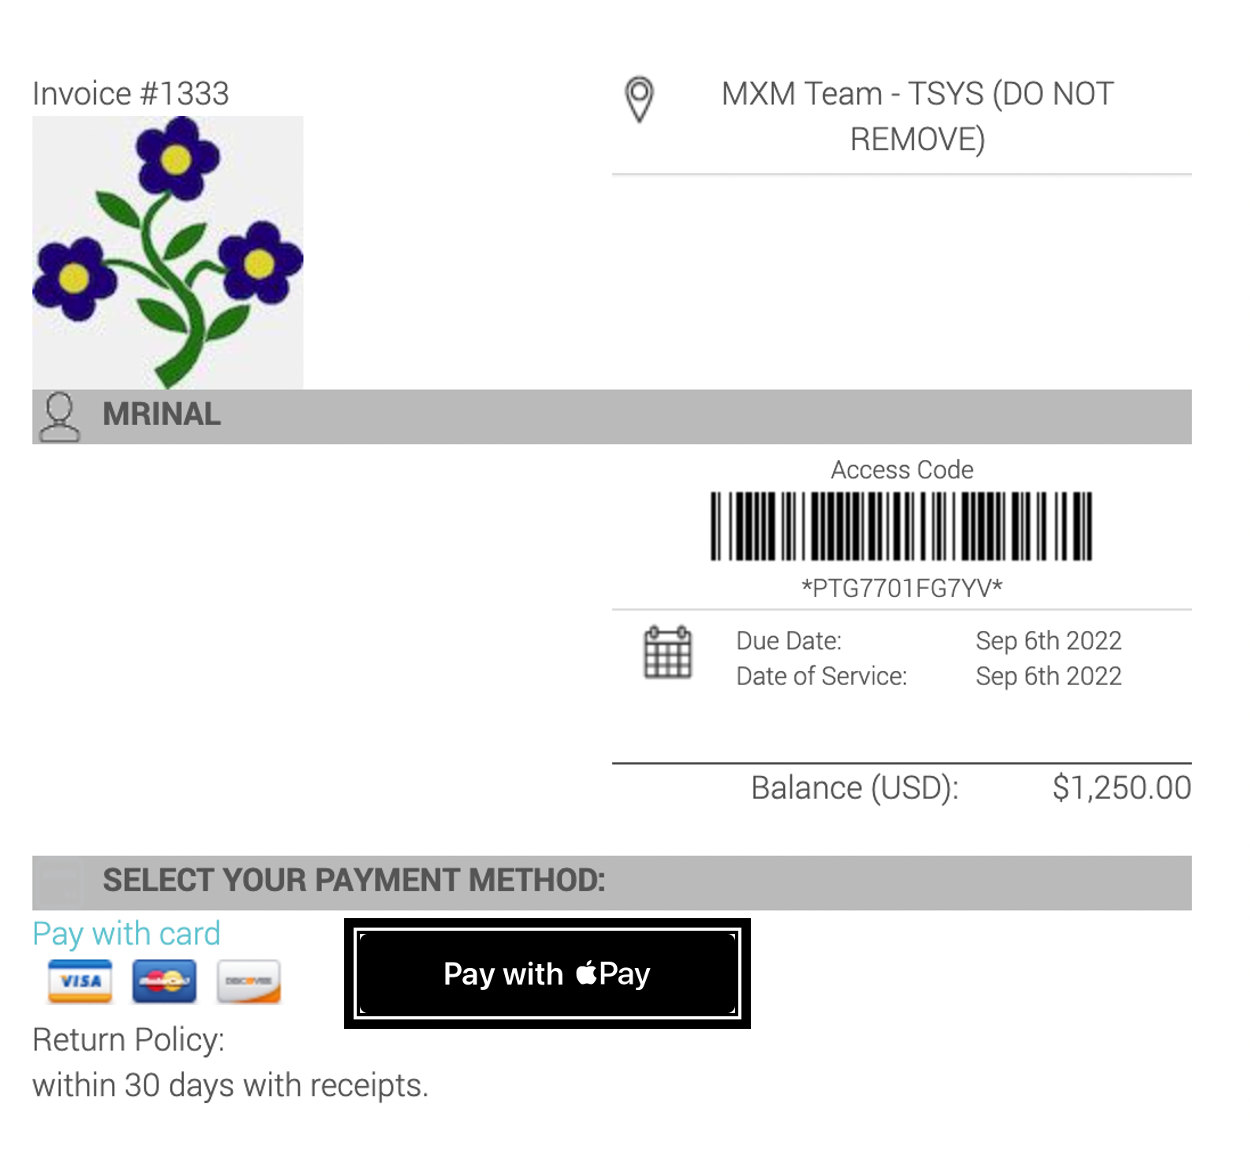 Invoice #1333
MXM Team - TSYS (DO NOT
REMOVE)
MRINAL
Access Code
*PTG7701FG7YV*
Due Date: Sep 6th 2022
Date of Service: Sep 6th 2022
Balance (USD): $1,250.00
SELECT YOUR PAYMENT METHOD:
Pay with card
Pay with Pay
VISA MasterCard DISCOVER
Return Policy:
within 30 days with receipts.